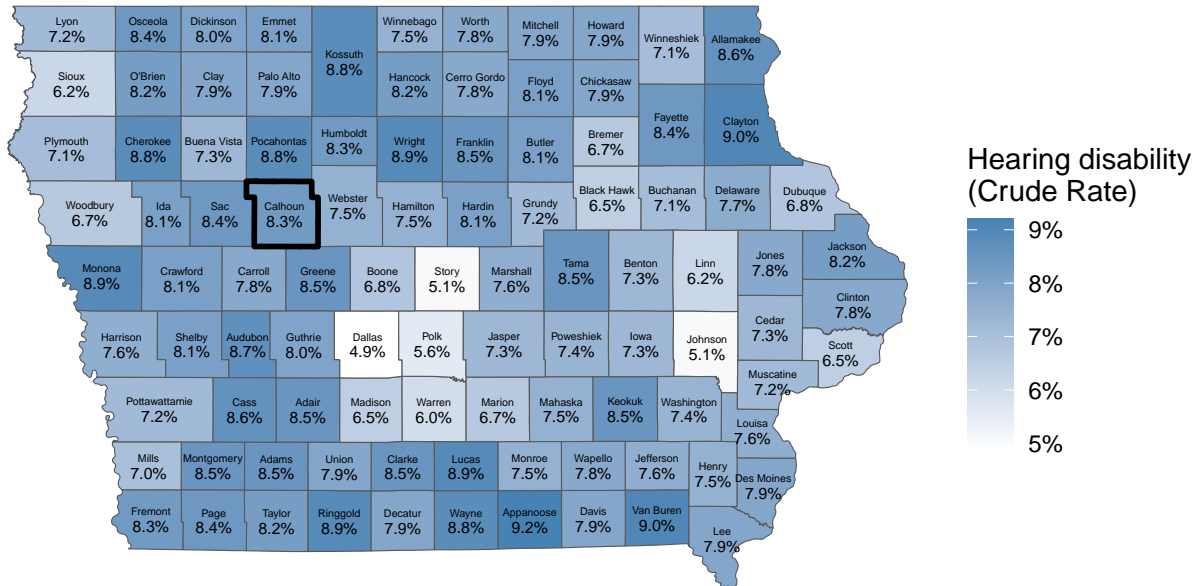 Lyon
7.2%
Osceola
8.4%
Dickinson
8.0%
Emmet
8.1%
Kossuth
8.8%
Winnebago
7.5%
Worth
7.8%
Mitchell
7.9%
Howard
7.9%
Winneshiek
7.1%
Allamakee
8.6%
Sioux
6.2%
O'Brien
8.2%
Clay
7.9%
Palo Alto
7.9%
Hancock
8.2%
Cerro Gordo
7.8%
Floyd
8.1%
Chickasaw
7.9%
Fayette
8.4%
Clayton
9.0%
Plymouth
7.1%
Cherokee
8.8%
Buena Vista
7.3%
Pocahontas
8.8%
Humboldt
8.3%
Wright
8.9%
Franklin
8.5%
Butler
8.1%
Bremer
6.7%
Woodbury
6.7%
Ida
8.1%
Sac
8.4%
Calhoun
8.3%
Webster
7.5%
Hamilton
7.5%
Hardin
8.1%
Grundy
7.2%
Black Hawk
6.5%
Buchanan
7.1%
Delaware
7.7%
Dubuque
6.8%
Monona
8.9%
Crawford
8.1%
Carroll
7.8%
Greene
8.5%
Boone
6.8%
Story
5.1%
Marshall
7.6%
Tama
8.5%
Benton
7.3%
Linn
6.2%
Jones
7.8%
Jackson
8.2%
Clinton
7.8%
Harrison
7.6%
Shelby
8.1%
Audubon
8.7%
Guthrie
8.0%
Dallas
4.9%
Polk
5.6%
Jasper
7.3%
Poweshiek
7.4%
Iowa
7.3%
Johnson
5.1%
Cedar
7.3%
Scott
6.5%
Muscatine
7.2%
Pottawattamie
7.2%
Cass
8.6%
Adair
8.5%
Madison
6.5%
Warren
6.0%
Marion
6.7%
Mahaska
7.5%
Keokuk
8.5%
Washington
7.4%
Louisa
7.6%
Mills
7.0%
Montgomery
8.5%
Adams
8.5%
Union
7.9%
Clarke
8.5%
Lucas
8.9%
Monroe
7.5%
Wapello
7.8%
Jefferson
7.6%
Henry
7.5%
Des Moines
7.9%
Fremont
8.3%
Page
8.4%
Taylor
8.2%
Ringgold
8.9%
Decatur
7.9%
Wayne
8.8%
Appanoose
9.2%
Davis
7.9%
Van Buren
9.0%
Lee
7.9%
Hearing disability
(Crude Rate)
9%
8%
7%
6%
5%